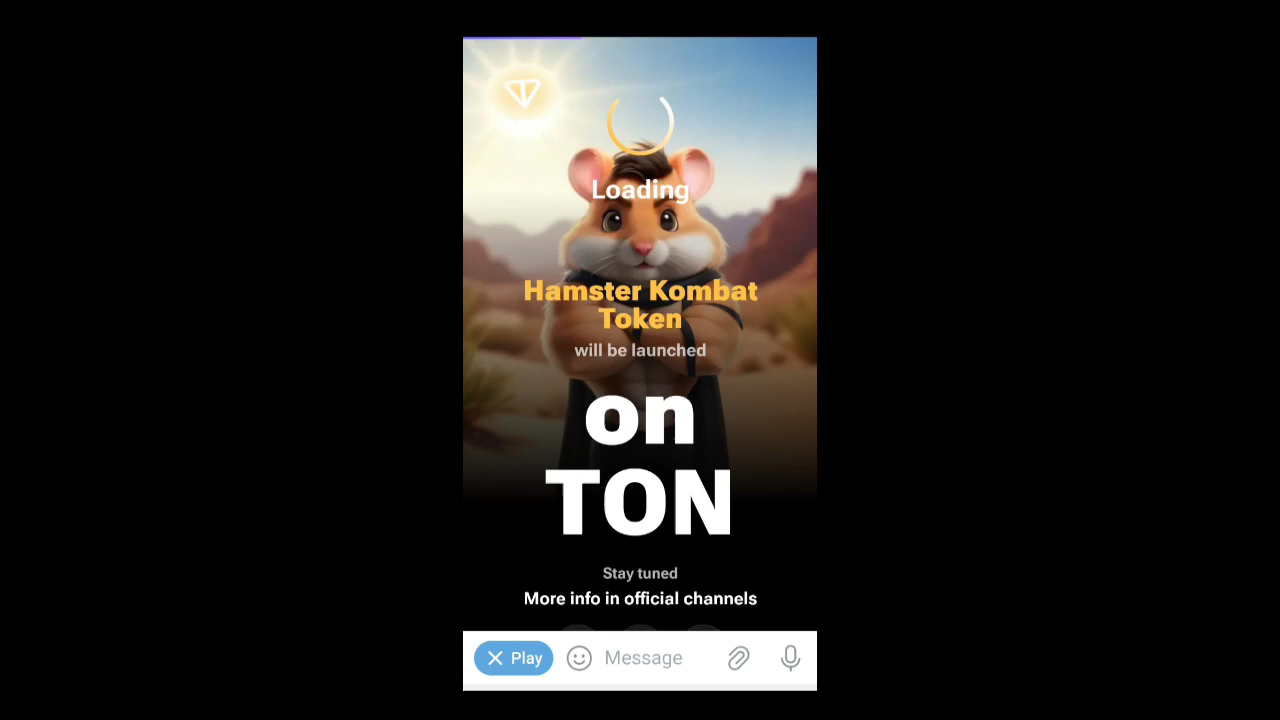 Loading
Hamster Kombat
Token
will be launched
on
TON
Stay tuned
More info in official channels
Play
Message